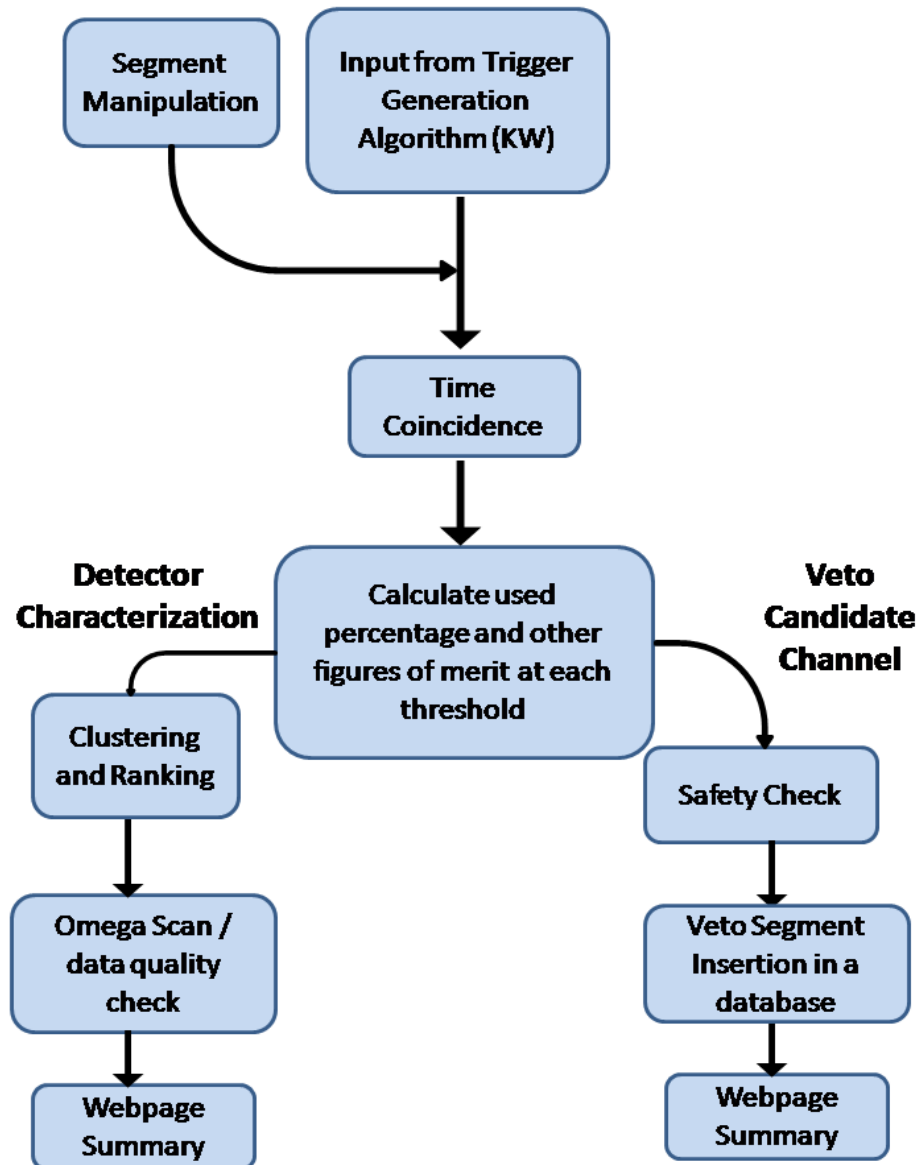 Segment
Manipulation
Input from Trigger
Generation
Algorithm (KW)
Time
Coincidence
Detector
Characterization
Calculate used
percentage and other
figures of merit at each
threshold
Veto
Candidate
Channel
Clustering
and Ranking
Safety Check
Omega Scan /
data quality
check
Veto Segment
Insertion in a
database
Webpage
Summary
Webpage
Summary